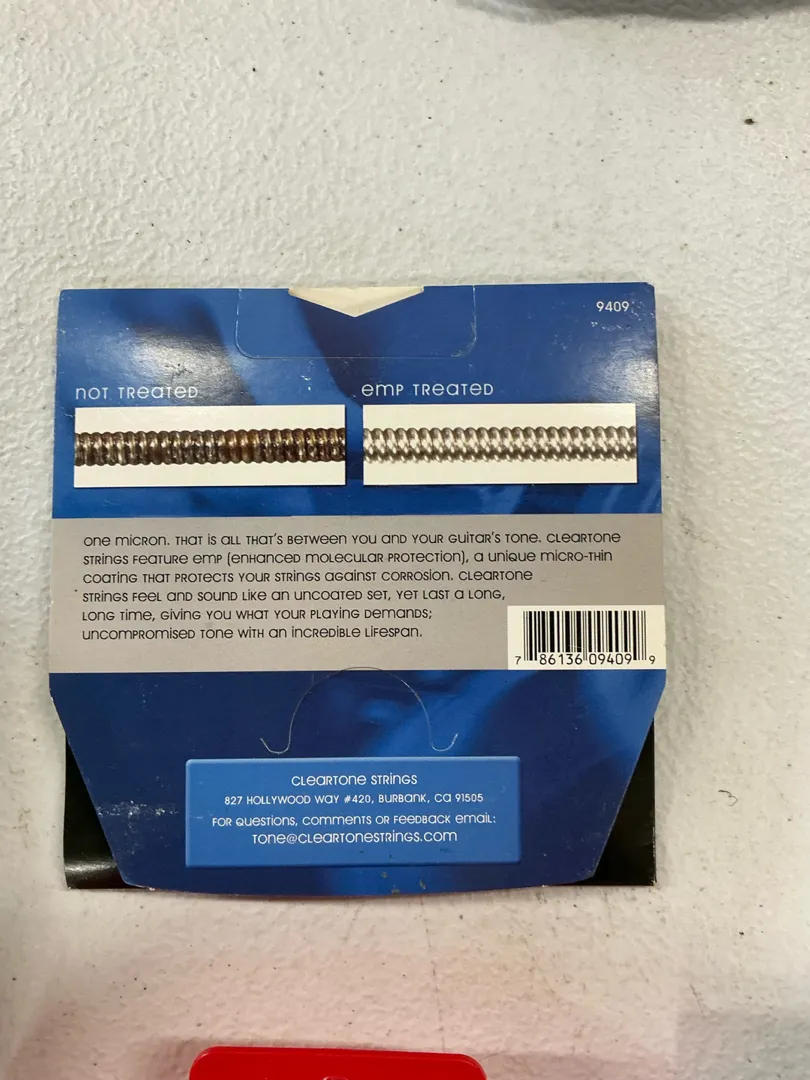 9409
NOT TREATED
EMP TREATED
ONE MICRON. THAT IS ALL THAT'S BETWEEN YOU AND YOUR GUITAR'S TONE. CLEARTONE
STRINGS FEATURE EMP (ENHANCED MOLECULAR PROTECTION), A UNIQUE MICRO-THIN
COATING THAT PROTECTS YOUR STRINGS AGAINST CORROSION. CLEARTONE
STRINGS FEEL AND SOUND LIKE AN UNCOATED SET, YET LAST A LONG,
LONG TIME, GIVING YOU WHAT YOUR PLAYING DEMANDS;
UNCOMPROMISED TONE WITH AN INCREDIBLE LIFESPAN.
7 86136 09409 9
CLEARTONE STRINGS
827 HOLLYWOOD WAY #420, BURBANK, CA 91505
FOR QUESTIONS, COMMENTS OR FEEDBACK EMAIL:
TONE@CLEARTONESTRINGS.COM